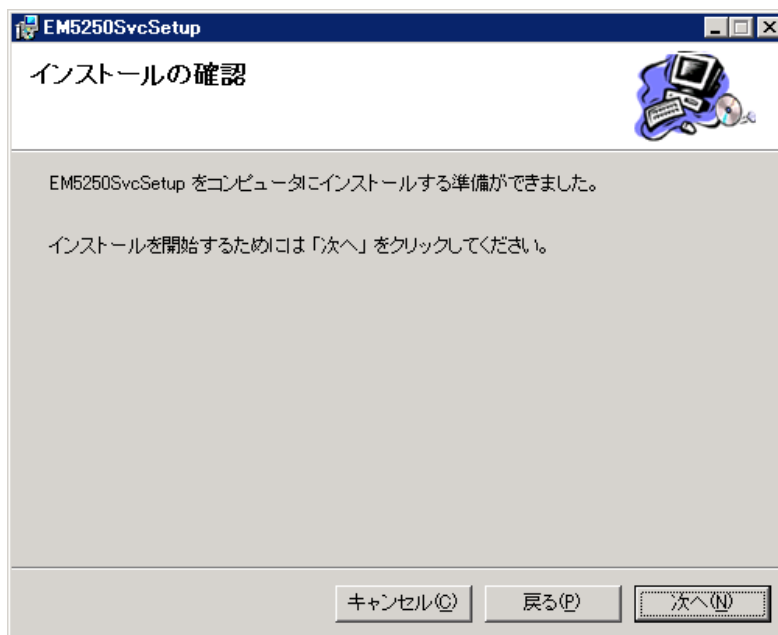 EM5250SvcSetup
インストールの確認
EM5250SvcSetup をコンピュータにインストールする準備ができました。
インストールを開始するためには「次へ」をクリックしてください。
キャンセル(C) 戻る(P) 次へ(N)